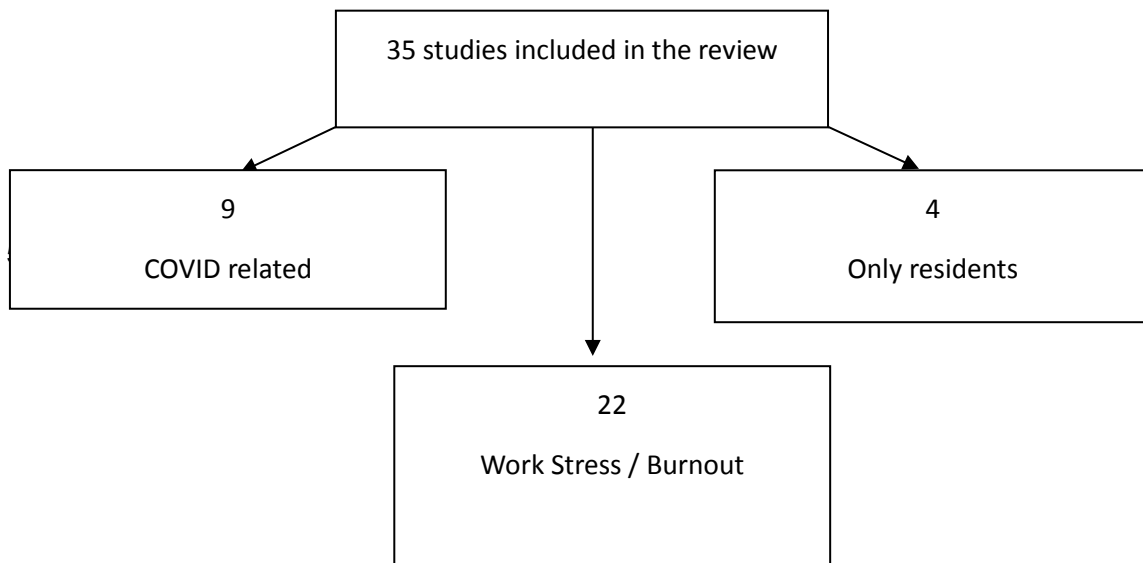 35 studies included in the review
9
COVID related
4
Only residents
22
Work Stress / Burnout